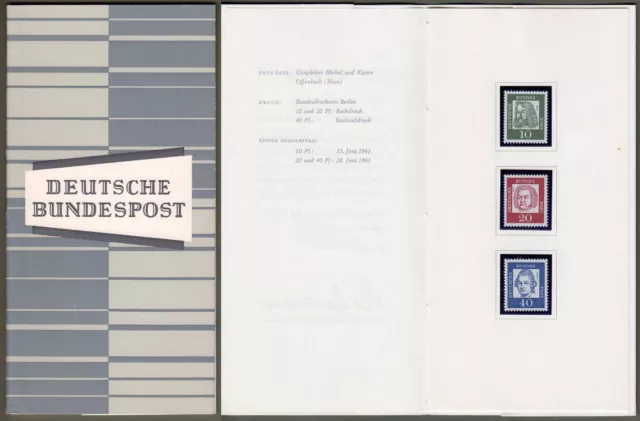 DEUTSCHE
BUNDESPOST
ENTWURF: Graphiker Michel und Kieser
Offenbach (Main)
DRUCK: Bundesdruckerei Berlin
10 und 20 Pf: Buchdruck
40 Pf: Stichtiefdruck
ERSTER AUSGABETAG:
10 Pf: 15. Juni 1961
20 und 40 Pf: 28. Juni 1961
10
20
40